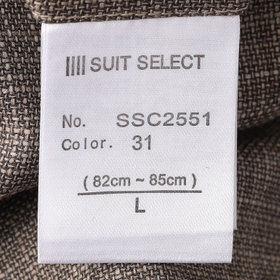 SUIT SELECT
No. SSC2551
Color. 31
(82cm~85cm)
L